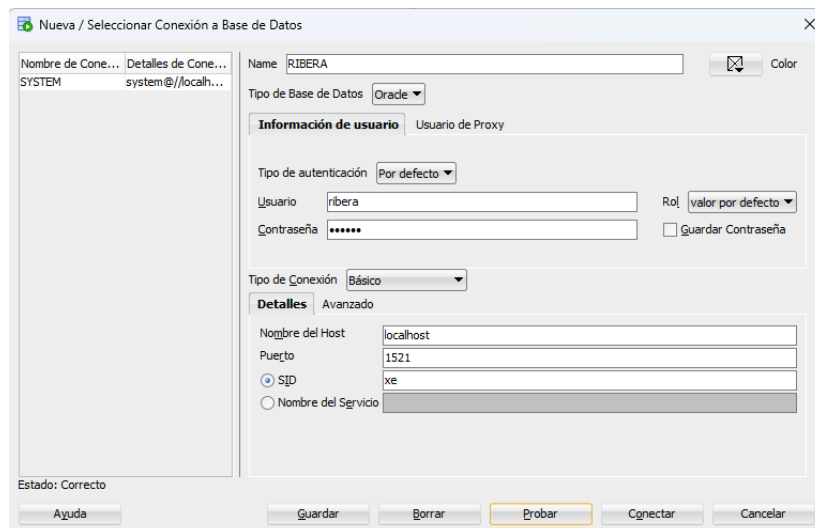 Nueva / Seleccionar Conexión a Base de Datos
Nombre de Cone... Detalles de Cone...
SYSTEM system@//localh...
Name RIBERA Color
Tipo de Base de Datos Oracle
Información de usuario Usuario de Proxy
Tipo de autenticación Por defecto
Usuario ribera Rol valor por defecto
Contraseña •••••• Guardar Contraseña
Tipo de Conexión Básico
Detalles Avanzado
Nombre del Host localhost
Puerto 1521
SID xe
Nombre del Servicio
Estado: Correcto
Ayuda Guardar Borrar Probar Conectar Cancelar